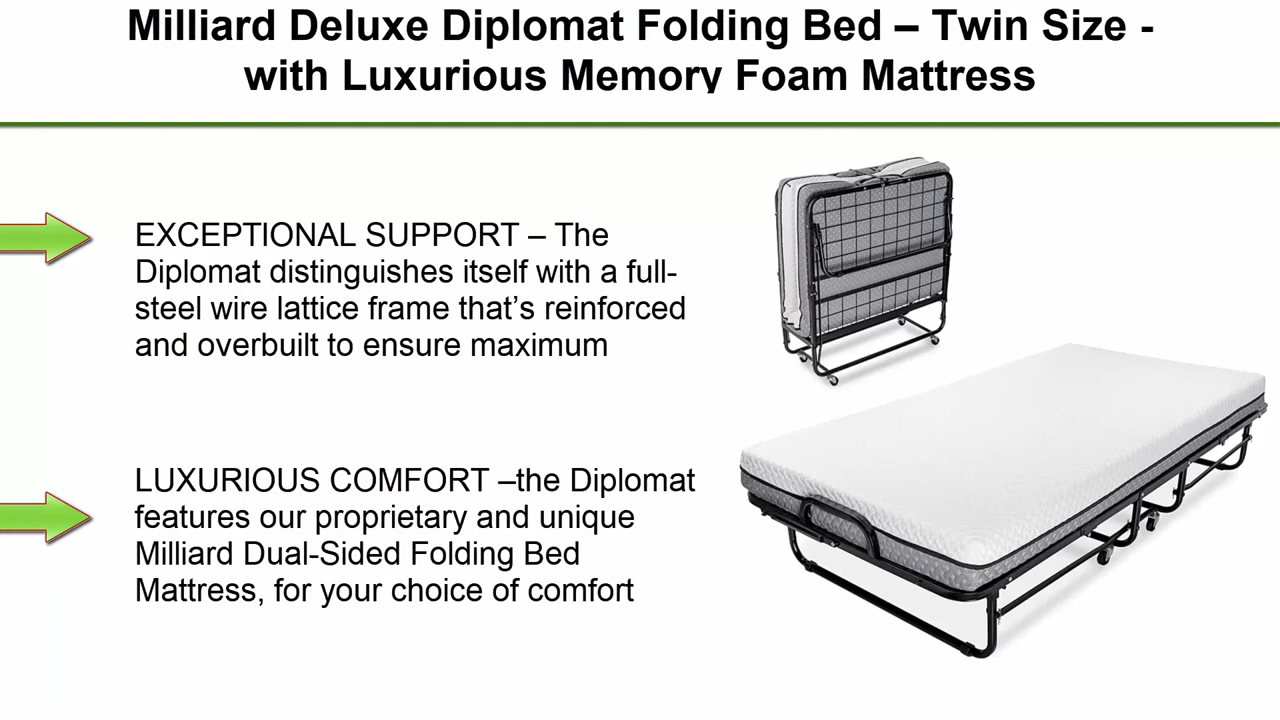 Milliard Deluxe Diplomat Folding Bed – Twin Size -
with Luxurious Memory Foam Mattress
EXCEPTIONAL SUPPORT – The
Diplomat distinguishes itself with a full-
steel wire lattice frame that’s reinforced
and overbuilt to ensure maximum
LUXURIOUS COMFORT –the Diplomat
features our proprietary and unique
Milliard Dual-Sided Folding Bed
Mattress, for your choice of comfort